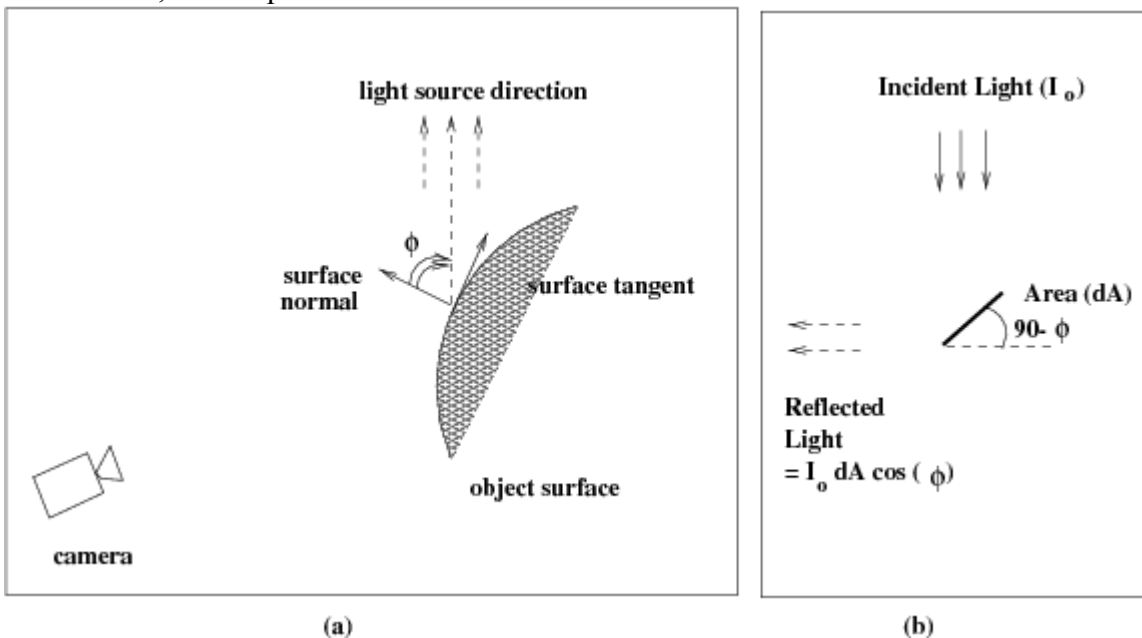 light source direction
ϕ
surface
normal
surface tangent
object surface
camera
(a)
Incident Light (I o)
Area (dA)
90- ϕ
Reflected
Light
= I o dA cos ( ϕ)
(b)